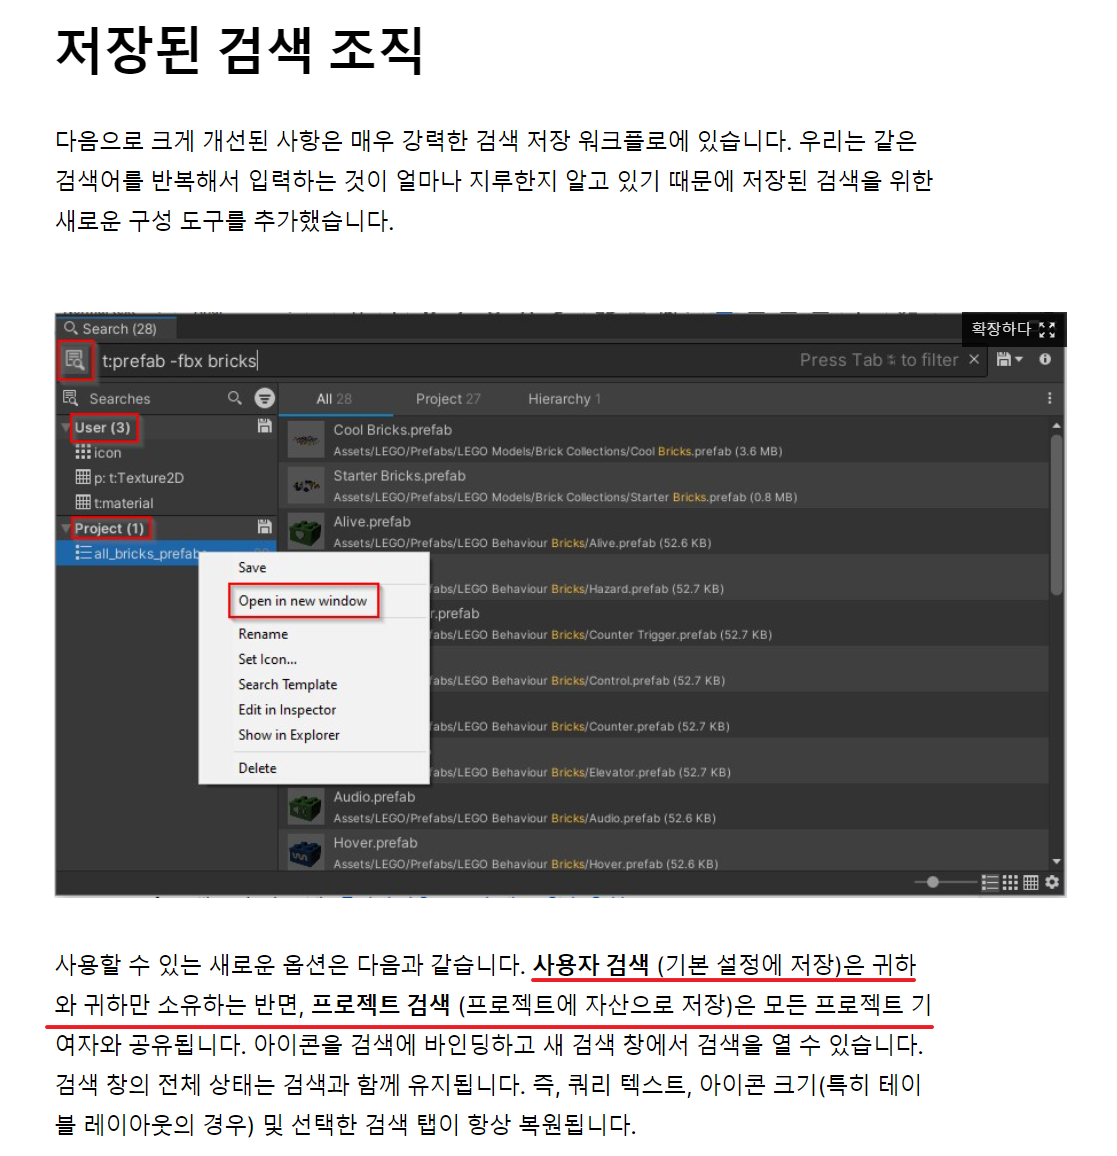 저장된 검색 조직
다음으로 크게 개선된 사항은 매우 강력한 검색 저장 워크플로에 있습니다. 우리는 같은
검색어를 반복해서 입력하는 것이 얼마나 지루한지 알고 있기 때문에 저장된 검색을 위한
새로운 구성 도구를 추가했습니다.
Search (28)
확장하다
t:prefab -fbx bricks
Press Tab to filter
Searches
All 28 Project 27 Hierarchy 1
User (3)
icon
p: t:Texture2D
t:material
Project (1)
all_bricks_prefabs
Save
Open in new window
Rename
Set Icon...
Search Template
Edit in Inspector
Show in Explorer
Delete
Cool Bricks.prefab
Assets/LEGO/Prefabs/LEGO Models/Brick Collections/Cool Bricks.prefab (3.6 MB)
Starter Bricks.prefab
Assets/LEGO/Prefabs/LEGO Models/Brick Collections/Starter Bricks.prefab (0.8 MB)
Alive.prefab
Assets/LEGO/Prefabs/LEGO Behaviour Bricks/Alive.prefab (52.6 KB)
fabs/LEGO Behaviour Bricks/Hazard.prefab (52.7 KB)
r.prefab
fabs/LEGO Behaviour Bricks/Counter Trigger.prefab (52.7 KB)
fabs/LEGO Behaviour Bricks/Control.prefab (52.7 KB)
fabs/LEGO Behaviour Bricks/Counter.prefab (52.7 KB)
fabs/LEGO Behaviour Bricks/Elevator.prefab (52.7 KB)
Audio.prefab
Assets/LEGO/Prefabs/LEGO Behaviour Bricks/Audio.prefab (52.6 KB)
Hover.prefab
Assets/LEGO/Prefabs/LEGO Behaviour Bricks/Hover.prefab (52.6 KB)
사용할 수 있는 새로운 옵션은 다음과 같습니다. 사용자 검색 (기본 설정에 저장)은 귀하
와 귀하만 소유하는 반면, 프로젝트 검색 (프로젝트에 자산으로 저장)은 모든 프로젝트 기
여자와 공유됩니다. 아이콘을 검색에 바인딩하고 새 검색 창에서 검색을 열 수 있습니다.
검색 창의 전체 상태는 검색과 함께 유지됩니다. 즉, 쿼리 텍스트, 아이콘 크기(특히 테이
블 레이아웃의 경우) 및 선택한 검색 탭이 항상 복원됩니다.